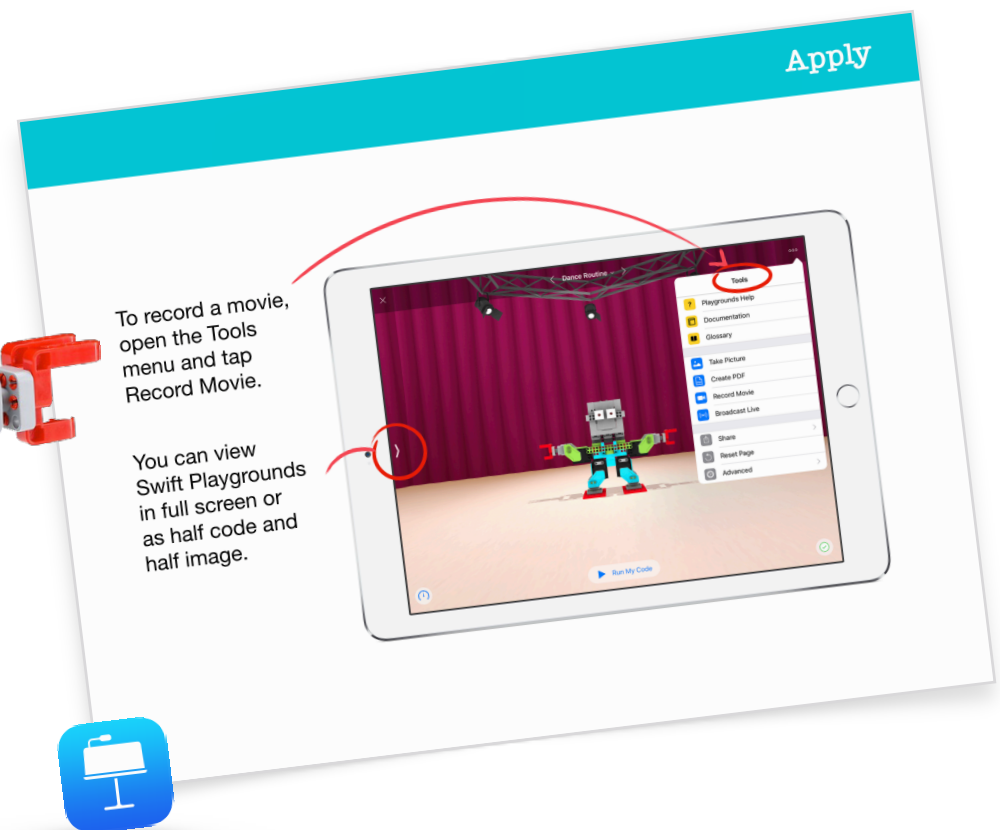 Apply
To record a movie,
open the Tools
menu and tap
Record Movie.
You can view
Swift Playgrounds
in full screen or
as half code and
half image.
Dance Routine
Tools
Playgrounds Help
Documentation
Glossary
Take Picture
Create PDF
Record Movie
Broadcast Live
Share
Reset Page
Advanced
Run My Code